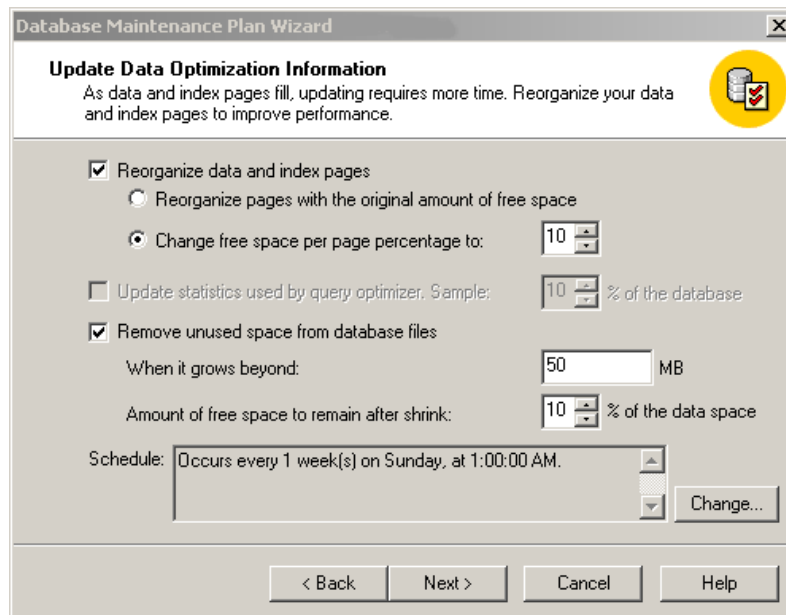 Database Maintenance Plan Wizard
Update Data Optimization Information
As data and index pages fill, updating requires more time. Reorganize your data
and index pages to improve performance.
Reorganize data and index pages
Reorganize pages with the original amount of free space
Change free space per page percentage to: 10
Update statistics used by query optimizer. Sample: 10 % of the database
Remove unused space from database files
When it grows beyond: 50 MB
Amount of free space to remain after shrink: 10 % of the data space
Schedule: Occurs every 1 week(s) on Sunday, at 1:00:00 AM.
Change...
< Back Next > Cancel Help